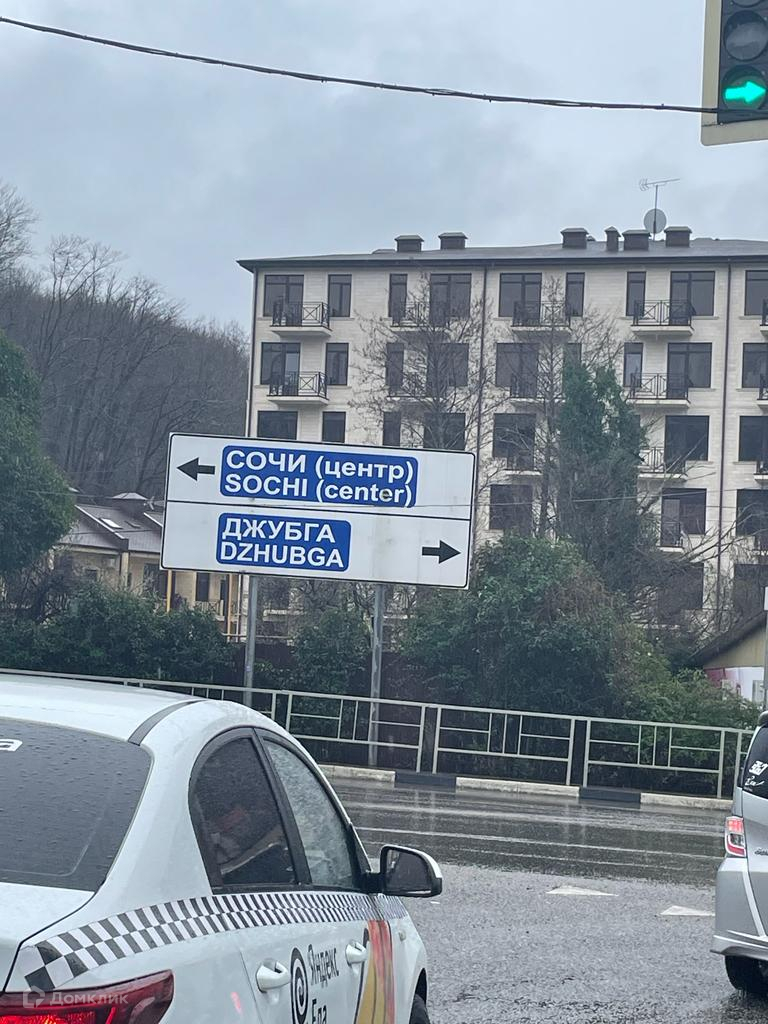 СОЧИ (центр)
SOCHI (center)
ДЖУБГА
DZHUBGA
Яндекс
Еда
ДОМКЛИК